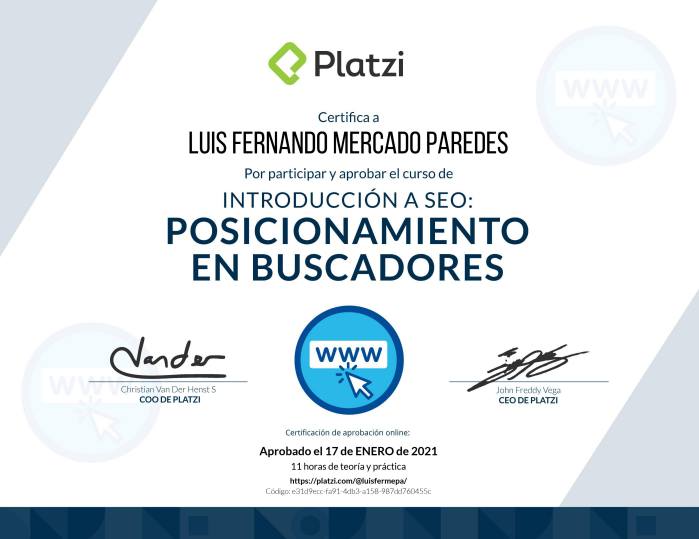 Platzi
WWW
Certifica a
LUIS FERNANDO MERCADO PAREDES
Por participar y aprobar el curso de
INTRODUCCIÓN A SEO:
POSICIONAMIENTO
EN BUSCADORES
Vander
WWW
WWW
Christian Van Der Henst S
COO DE PLATZI
John Freddy Vega
CEO DE PLATZI
Certificación de aprobación online:
Aprobado el 17 de ENERO de 2021
11 horas de teoría y práctica
https://platzi.com/@luisfermepa/
Código: e31d9ecc-fa91-4db3-a158-987dd760455c